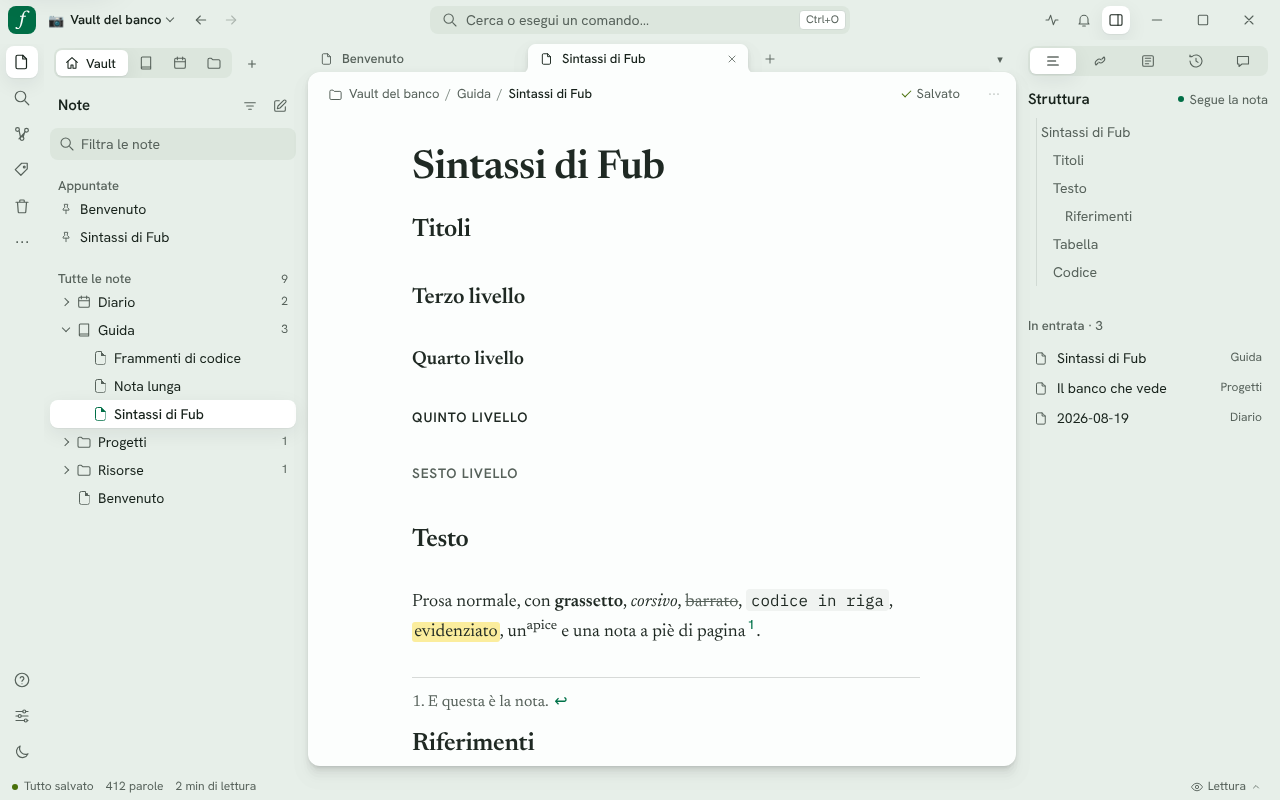 f Vault del banco
Cerca o esegui un comando… Ctrl+O
Vault
Note
Filtra le note
Appuntate
Benvenuto
Sintassi di Fub
Tutte le note 9
Diario 2
Guida 3
Frammenti di codice
Nota lunga
Sintassi di Fub
Progetti 1
Risorse 1
Benvenuto
Benvenuto
Sintassi di Fub
Vault del banco / Guida / Sintassi di Fub
Salvato
Sintassi di Fub
Titoli
Terzo livello
Quarto livello
QUINTO LIVELLO
SESTO LIVELLO
Testo
Prosa normale, con grassetto, corsivo, barrato, codice in riga,
evidenziato, unapice e una nota a piè di pagina1.
1. E questa è la nota. ↩
Riferimenti
Struttura
Segue la nota
Sintassi di Fub
Titoli
Testo
Riferimenti
Tabella
Codice
In entrata · 3
Sintassi di Fub Guida
Il banco che vede Progetti
2026-08-19 Diario
Tutto salvato 412 parole 2 min di lettura
Lettura